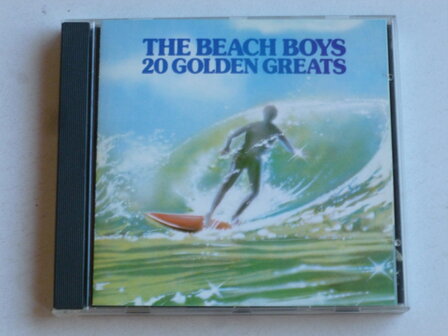 THE BEACH BOYS
20 GOLDEN GREATS